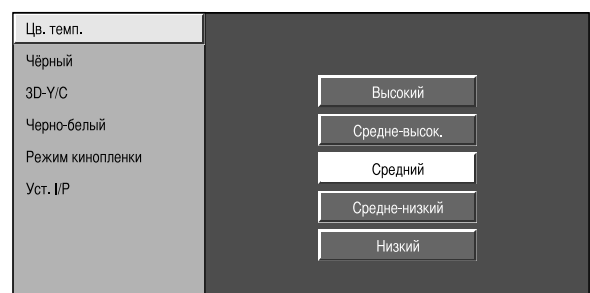 Цв. темп.
Чёрный
3D-Y/C
Черно-белый
Режим кинопленки
Уст. I/P
Высокий
Средне-высок.
Средний
Средне-низкий
Низкий